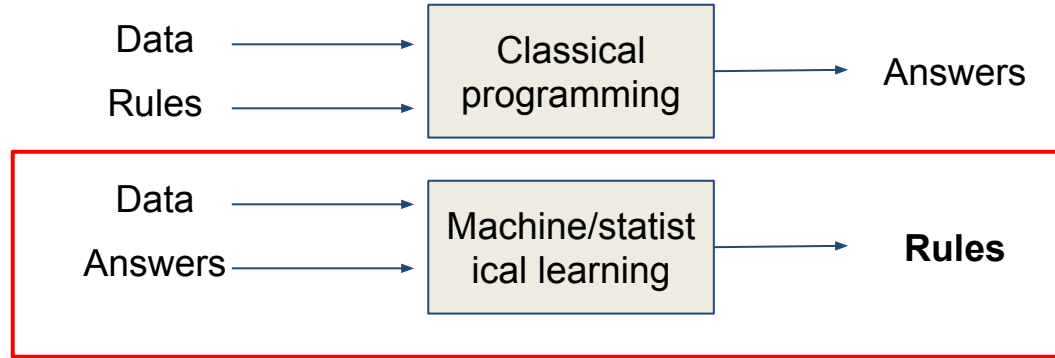 Data
Rules
Classical
programming
Answers
Data
Answers
Machine/statist
ical learning
Rules